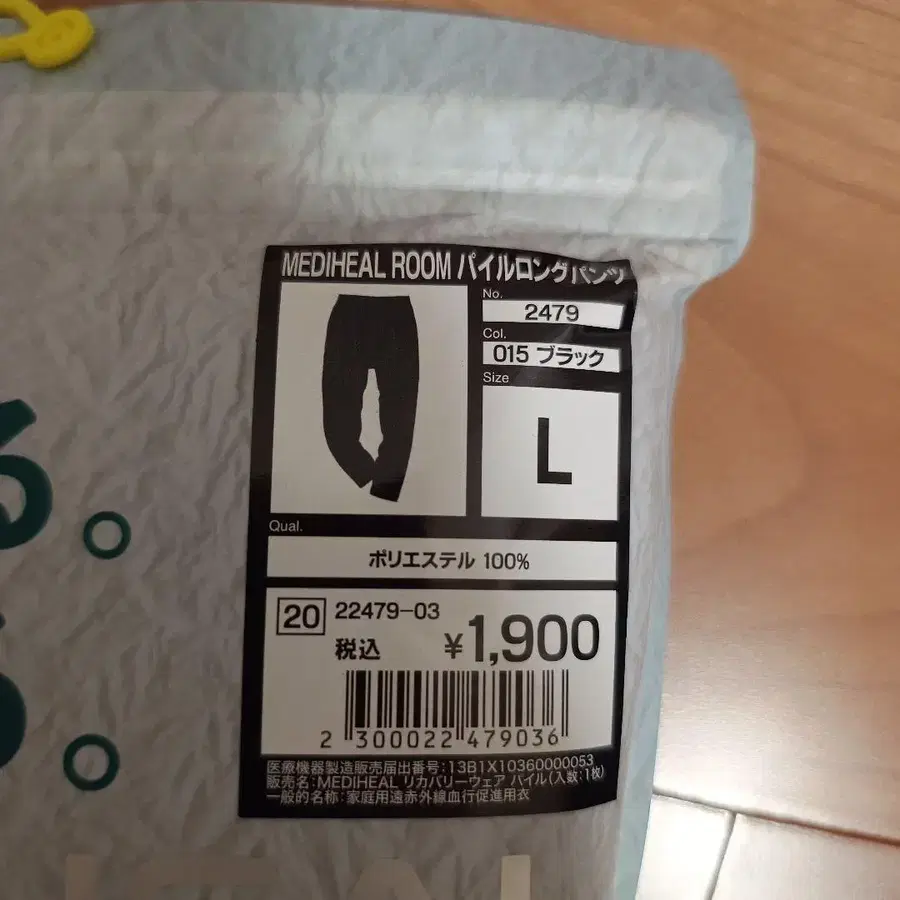 MEDIHEAL ROOM パイルロングパンツ
No.
2479
Col.
015 ブラック
Size
L
Qual.
ポリエステル 100%
20 22479-03
税込 ¥1,900
2 300022 479036
医療機器製造販売届出番号:13B1X10360000053
販売名:MEDIHEAL リカバリーウェア パイル(入数:1枚)
一般的名称:家庭用遠赤外線血行促進用衣
る。